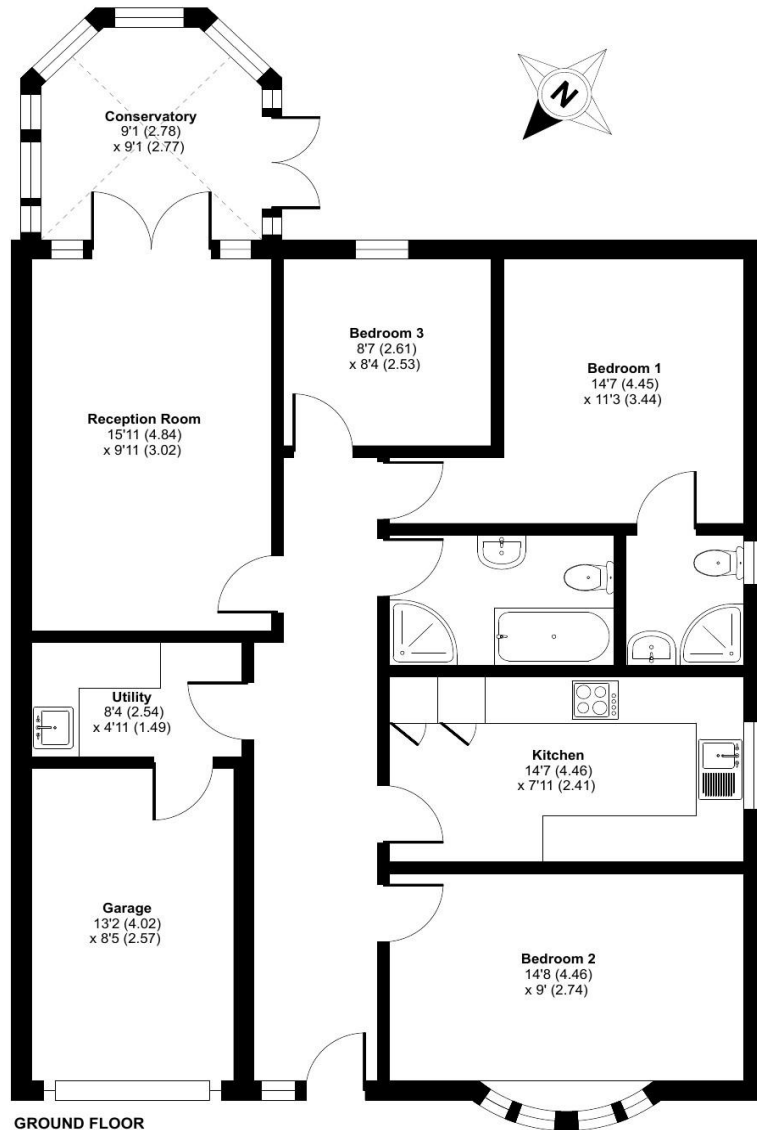 Conservatory
9'1 (2.78)
x 9'1 (2.77)
N
Bedroom 3
8'7 (2.61)
x 8'4 (2.53)
Bedroom 1
14'7 (4.45)
x 11'3 (3.44)
Reception Room
15'11 (4.84)
x 9'11 (3.02)
Utility
8'4 (2.54)
x 4'11 (1.49)
Kitchen
14'7 (4.46)
x 7'11 (2.41)
Garage
13'2 (4.02)
x 8'5 (2.57)
Bedroom 2
14'8 (4.46)
x 9' (2.74)
GROUND FLOOR